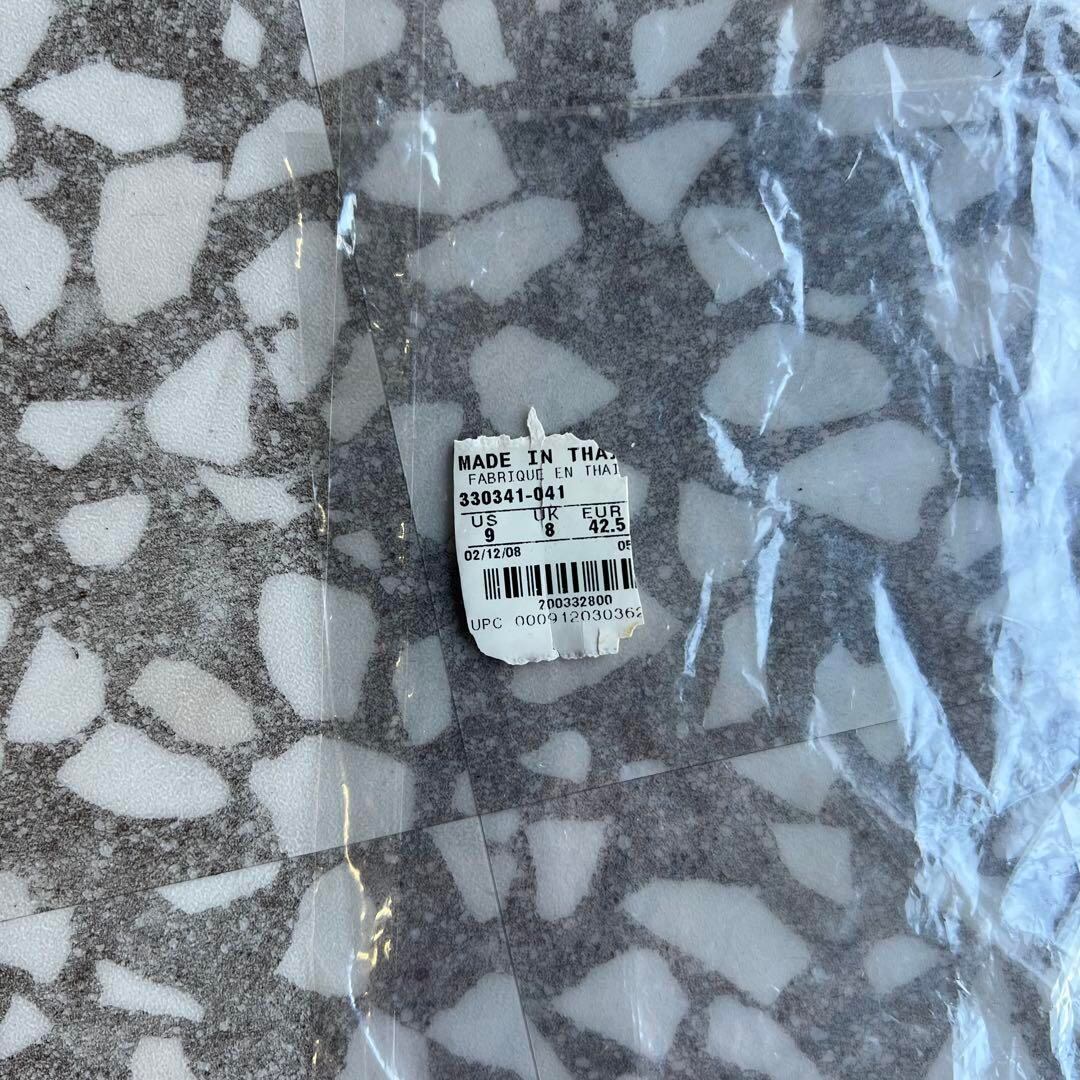 MADE IN THA
FABRIQUE EN THAI
330341-041
US UK EUR
9 8 42.5
02/12/08 05
200332800
UPC 00091203036